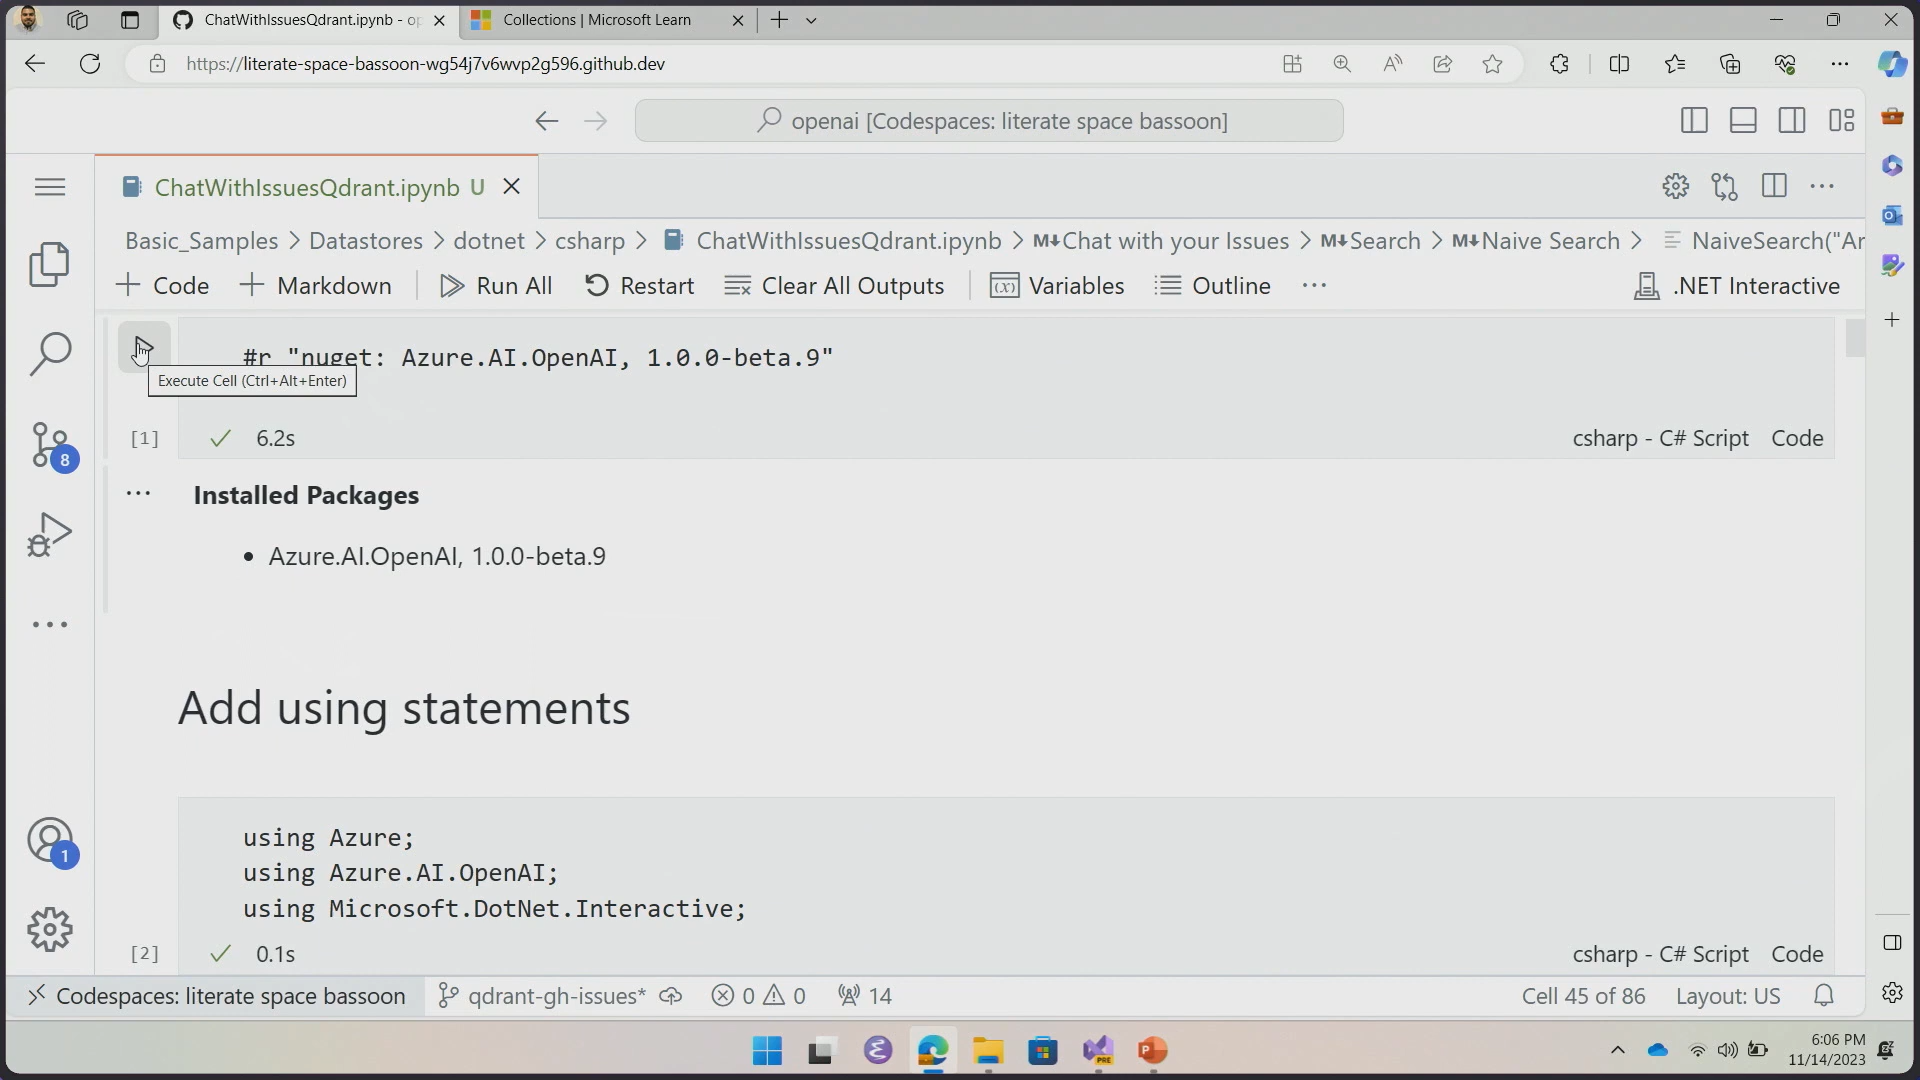 ChatWithIssuesQdrant.ipynb - op
Collections | Microsoft Learn
https://literate-space-bassoon-wg54j7v6wvp2g596.github.dev
openai [Codespaces: literate space bassoon]
ChatWithIssuesQdrant.ipynb U
Basic_Samples > Datastores > dotnet > csharp > ChatWithIssuesQdrant.ipynb > M↓Chat with your Issues > M↓Search > M↓Naive Search > NaiveSearch("Ar
+ Code + Markdown Run All Restart Clear All Outputs Variables Outline ... .NET Interactive
#r "nuget: Azure.AI.OpenAI, 1.0.0-beta.9"
Execute Cell (Ctrl+Alt+Enter)
[1] 6.2s csharp - C# Script Code
Installed Packages
• Azure.AI.OpenAI, 1.0.0-beta.9
Add using statements
using Azure;
using Azure.AI.OpenAI;
using Microsoft.DotNet.Interactive;
[2] 0.1s csharp - C# Script Code
8
1
Codespaces: literate space bassoon qdrant-gh-issues* 0 0 14 Cell 45 of 86 Layout: US
PRE
P
6:06 PM
11/14/2023